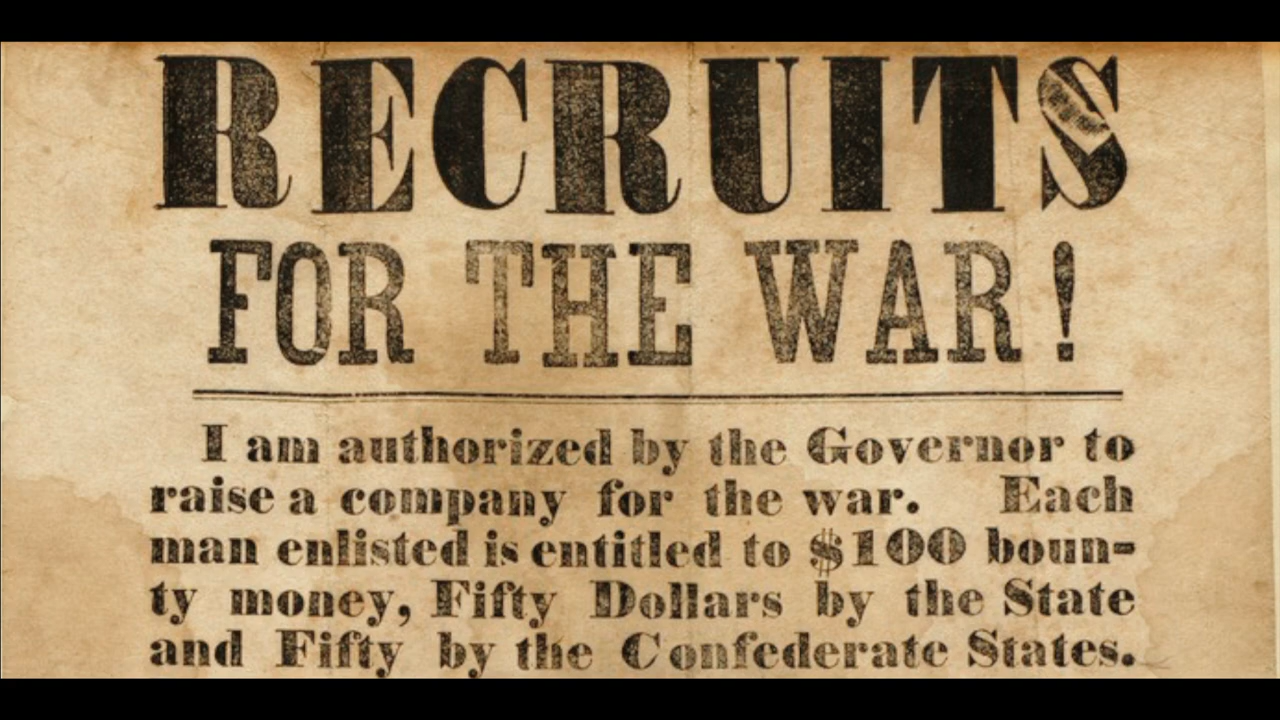 RECRUITS
FOR THE WAR!
I am authorized by the Governor to
raise a company for the war. Each
man enlisted is entitled to $100 boun-
ty money, Fifty Dollars by the State
and Fifty by the Confederate States.